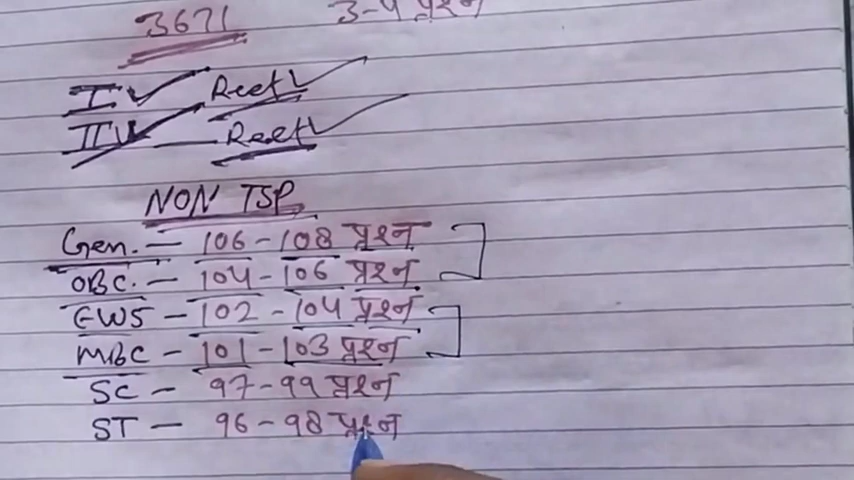 3671 3-4 प्रश्न
I Reet
II Reet
NON TSP
Gen. — 106-108 प्रश्न
OBC. — 104-106 प्रश्न
EWS — 102-104 प्रश्न
MBC — 101-103 प्रश्न
SC — 97-99 प्रश्न
ST — 96-98 प्रश्न